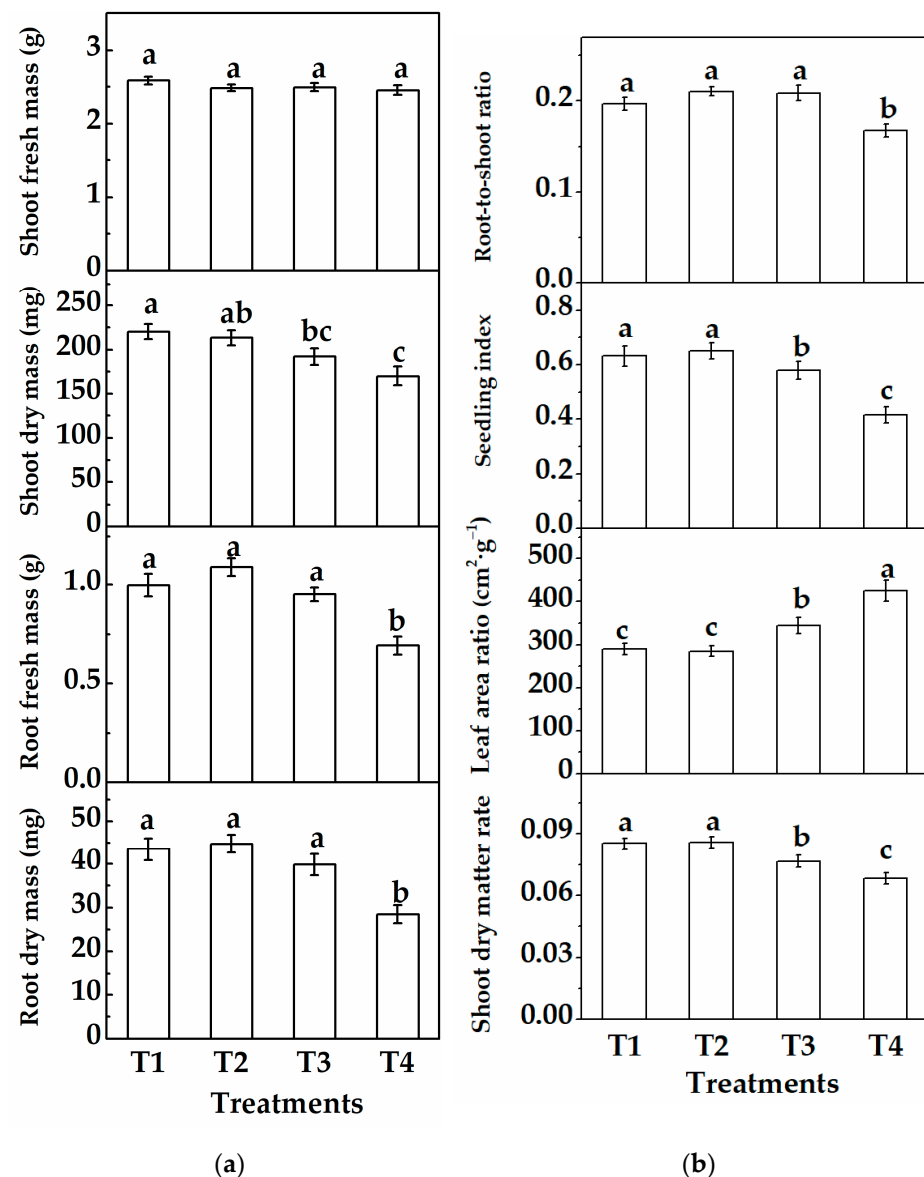 Shoot fresh mass (g)
3
2
1
0
a a a a
Shoot dry mass (mg)
250
200
150
100
50
0
a ab bc c
Root fresh mass (g)
1.0
0.5
0.0
a a a b
Root dry mass (mg)
50
40
30
20
10
0
a a a b
T1 T2 T3 T4
Treatments
(a)
Root-to-shoot ratio
0.2
0.1
0.0
a a a b
Seedling index
0.8
0.6
0.4
0.2
0.0
a a b c
Leaf area ratio (cm²·g⁻¹)
500
400
300
200
100
0
c c b a
Shoot dry matter rate
0.09
0.06
0.03
0.00
a a b c
T1 T2 T3 T4
Treatments
(b)